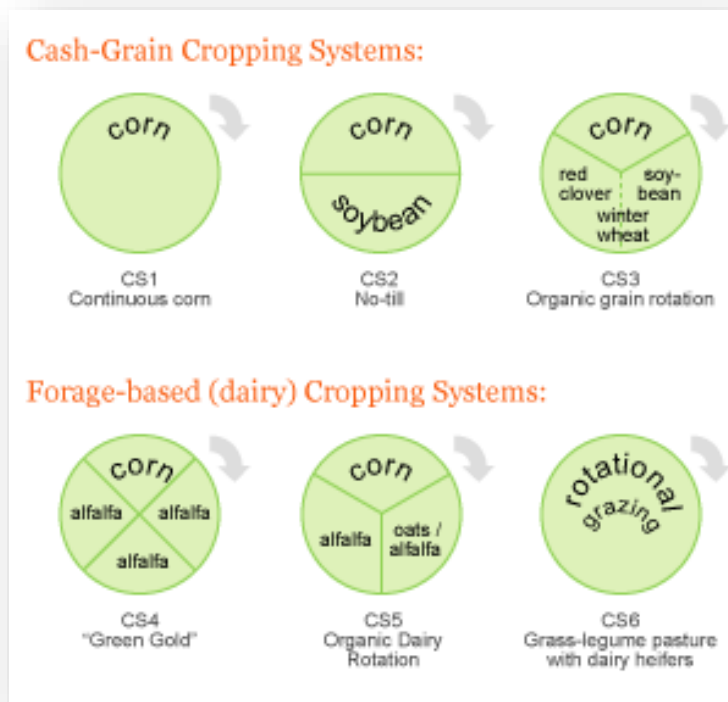 Cash-Grain Cropping Systems:
corn
CS1
Continuous corn
corn
soybean
CS2
No-till
corn
red
clover
soy-
bean
winter
wheat
CS3
Organic grain rotation
Forage-based (dairy) Cropping Systems:
corn
alfalfa
alfalfa
alfalfa
CS4
"Green Gold"
corn
alfalfa
oats /
alfalfa
CS5
Organic Dairy
Rotation
rotational
grazing
CS6
Grass-legume pasture
with dairy heifers